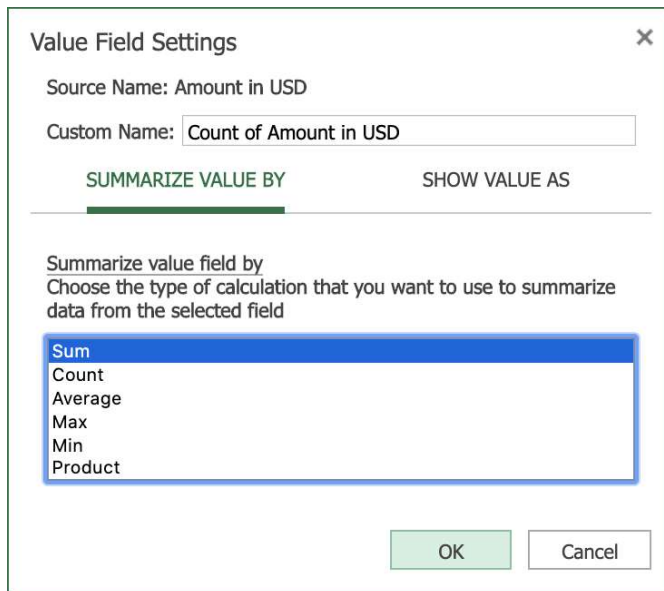 Value Field Settings
Source Name: Amount in USD
Custom Name: Count of Amount in USD
SUMMARIZE VALUE BY SHOW VALUE AS
Summarize value field by
Choose the type of calculation that you want to use to summarize
data from the selected field
Sum
Count
Average
Max
Min
Product
OK Cancel